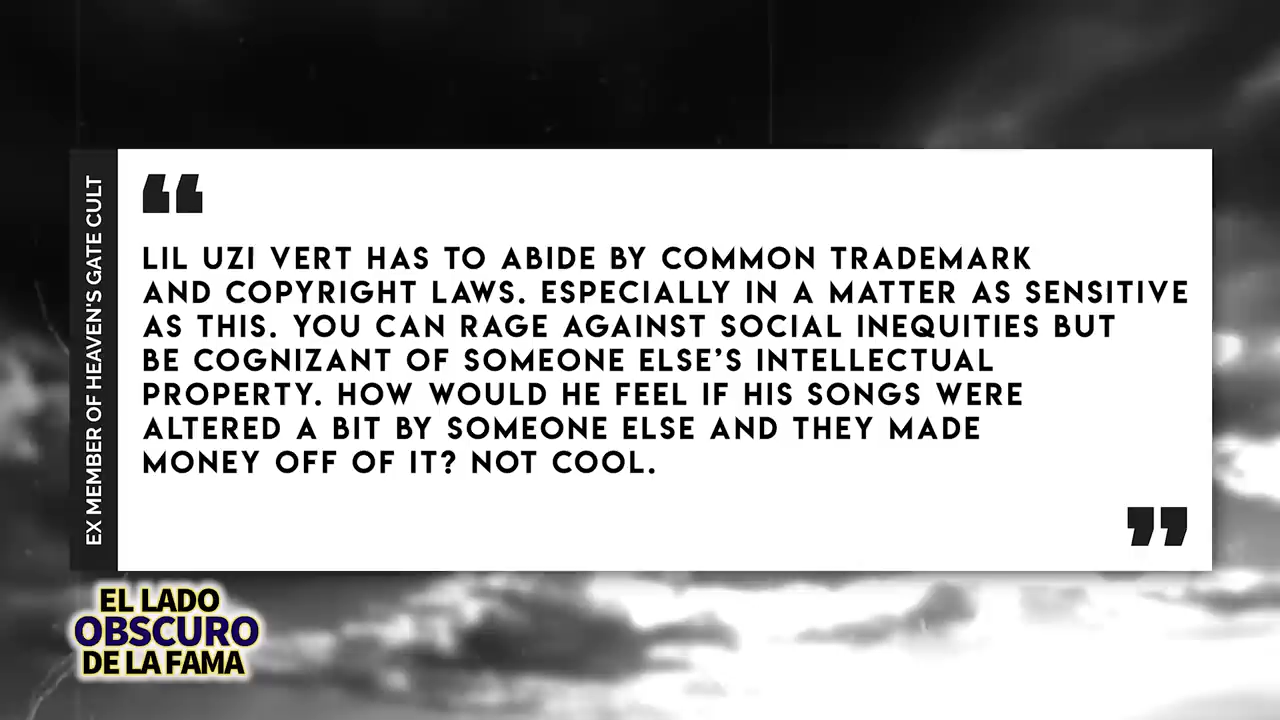 EX MEMBER OF HEAVEN'S GATE CULT
“
LIL UZI VERT HAS TO ABIDE BY COMMON TRADEMARK
AND COPYRIGHT LAWS. ESPECIALLY IN A MATTER AS SENSITIVE
AS THIS. YOU CAN RAGE AGAINST SOCIAL INEQUITIES BUT
BE COGNIZANT OF SOMEONE ELSE’S INTELLECTUAL
PROPERTY. HOW WOULD HE FEEL IF HIS SONGS WERE
ALTERED A BIT BY SOMEONE ELSE AND THEY MADE
MONEY OFF OF IT? NOT COOL.
”
EL LADO
OBSCURO
DE LA FAMA